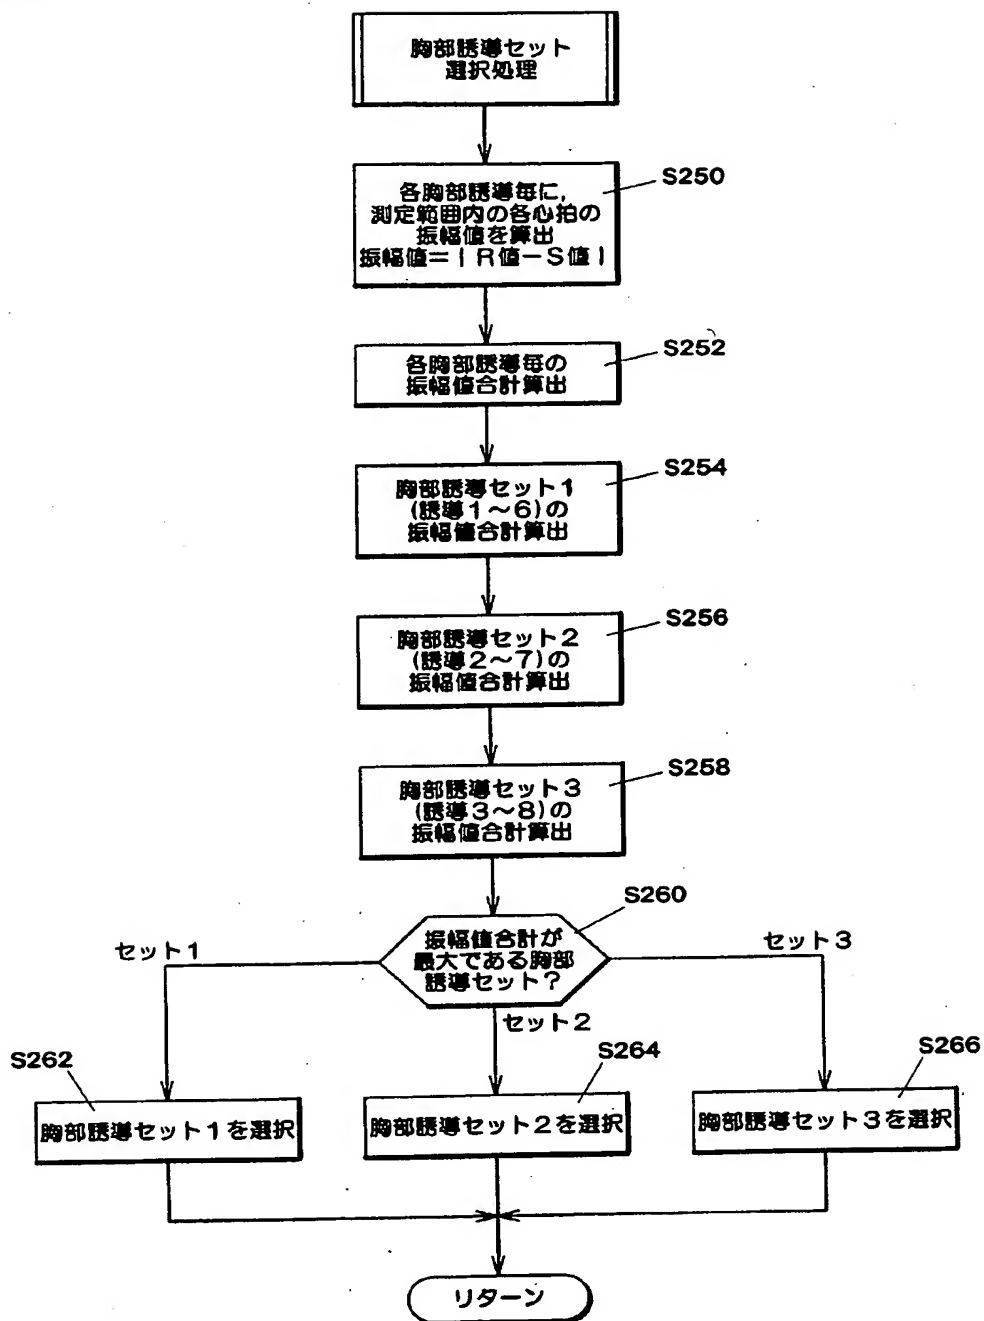 胸部誘導セット
選択処理
S250
各胸部誘導毎に,
測定範囲内の各心拍の
振幅値を算出
振幅値=|R値-S値|
S252
各胸部誘導毎の
振幅値合計算出
S254
胸部誘導セット1
(誘導1～6)の
振幅値合計算出
S256
胸部誘導セット2
(誘導2～7)の
振幅値合計算出
S258
胸部誘導セット3
(誘導3～8)の
振幅値合計算出
S260
振幅値合計が
最大である胸部
誘導セット?
セット1
セット3
セット2
S262
S264
S266
胸部誘導セット1を選択
胸部誘導セット2を選択
胸部誘導セット3を選択
リターン